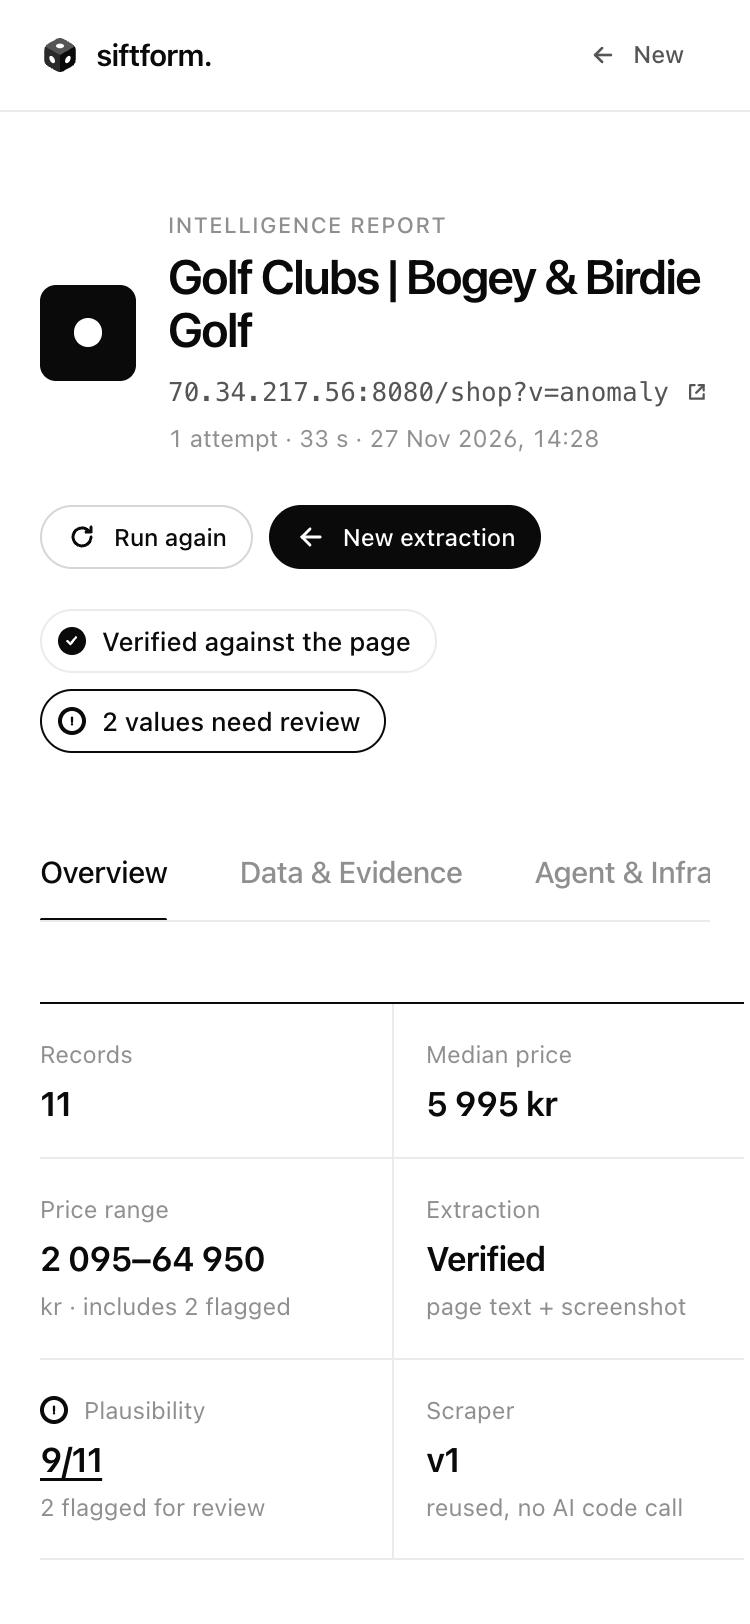 siftform.
New
INTELLIGENCE REPORT
Golf Clubs | Bogey & Birdie
Golf
70.34.217.56:8080/shop?v=anomaly
1 attempt · 33 s · 27 Nov 2026, 14:28
Run again
New extraction
Verified against the page
2 values need review
Overview Data & Evidence Agent & Infra
Records
11
Median price
5 995 kr
Price range
2 095–64 950
kr · includes 2 flagged
Extraction
Verified
page text + screenshot
Plausibility
9/11
2 flagged for review
Scraper
v1
reused, no AI code call